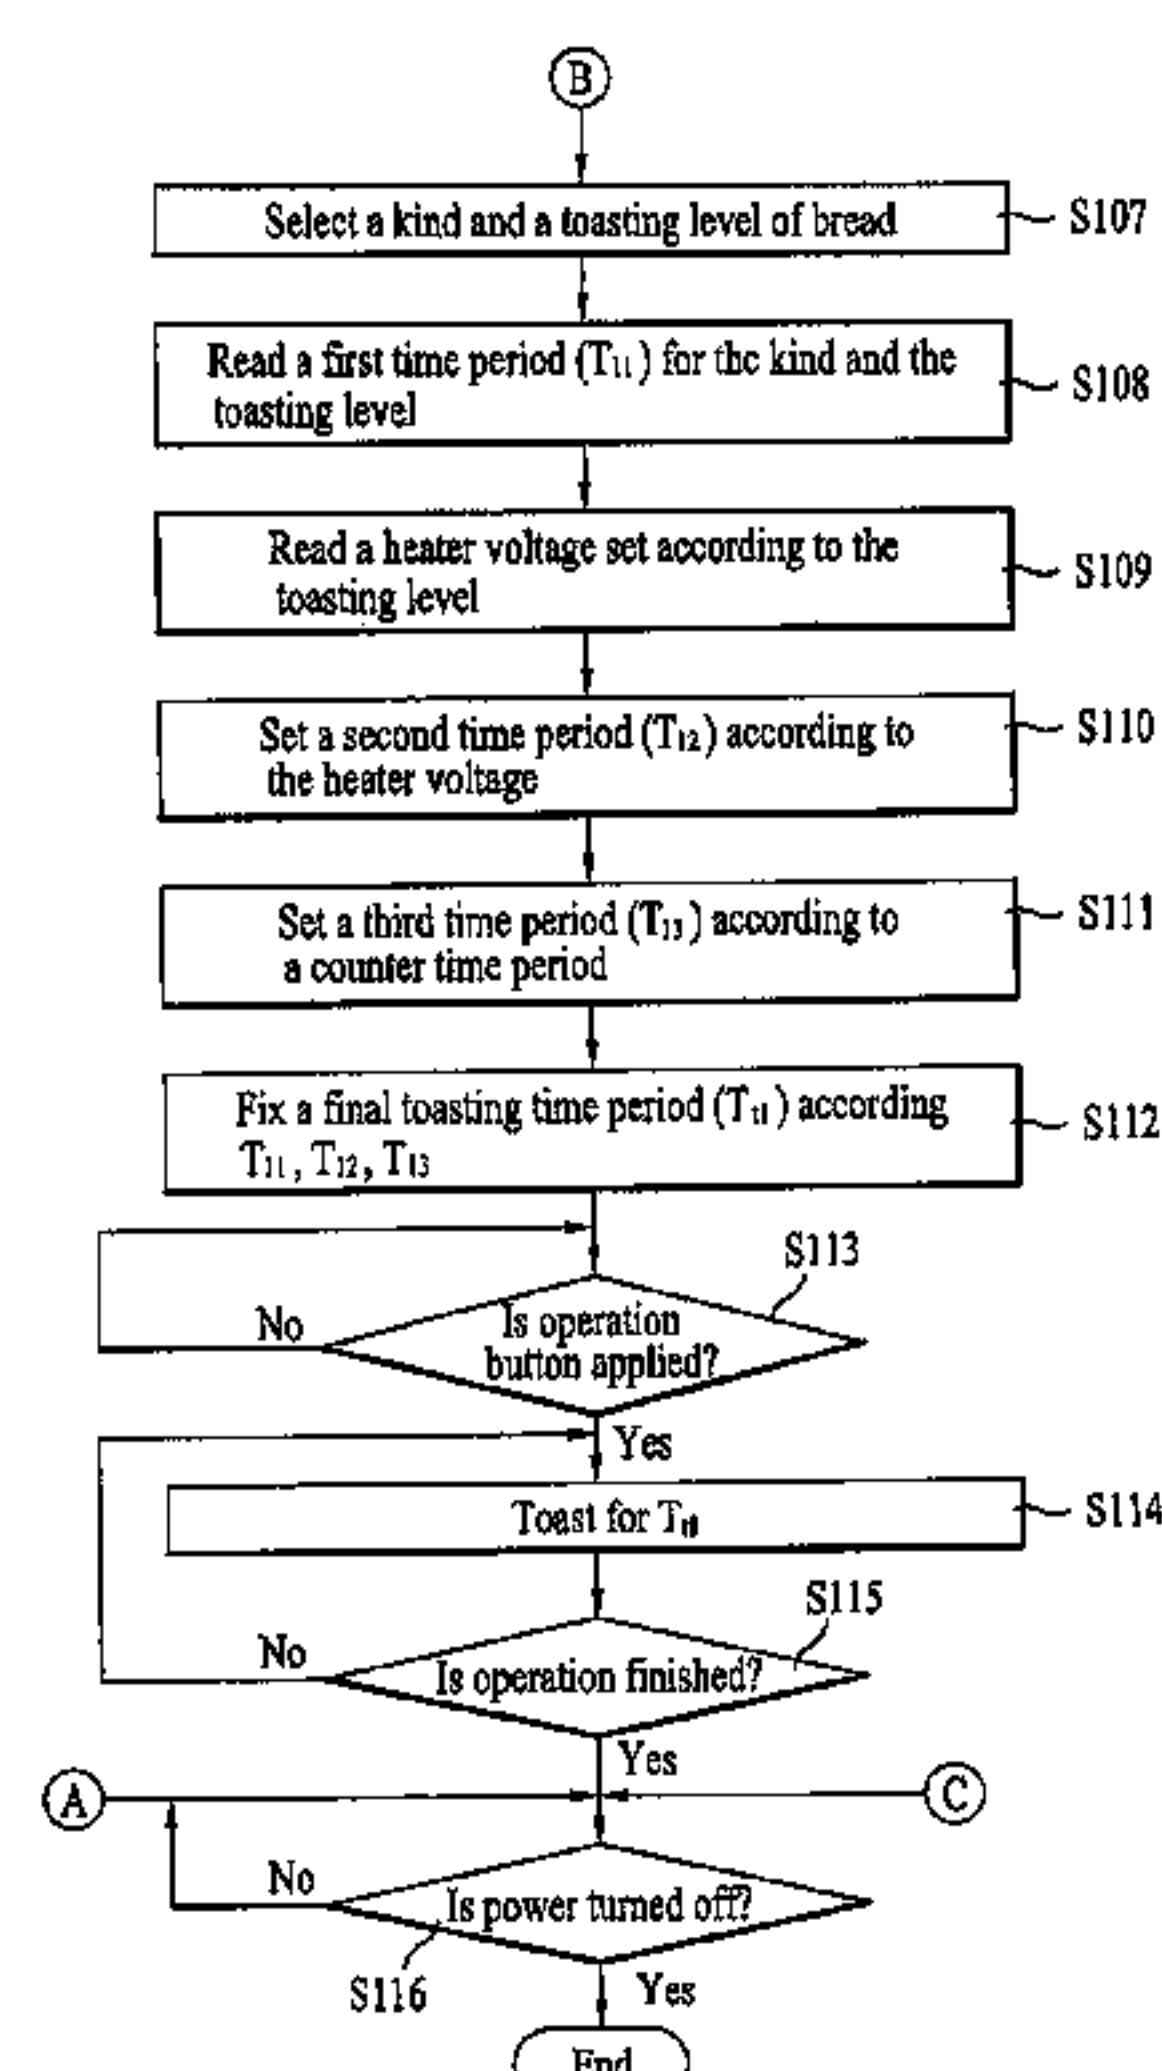 B
Select a kind and a toasting level of bread
S107
Read a first time period (T₁₁) for the kind and the
toasting level
S108
Read a heater voltage set according to the
toasting level
S109
Set a second time period (T₁₂) according to
the heater voltage
S110
Set a third time period (T₁₃) according to
a counter time period
S111
Fix a final toasting time period (Tₜ₁) according
T₁₁, T₁₂, T₁₃
S112
S113
Is operation
button applied?
No
Yes
Toast for
S114
S115
Is operation finished?
No
Yes
A
C
Is power turned off?
No
S116
Yes
End